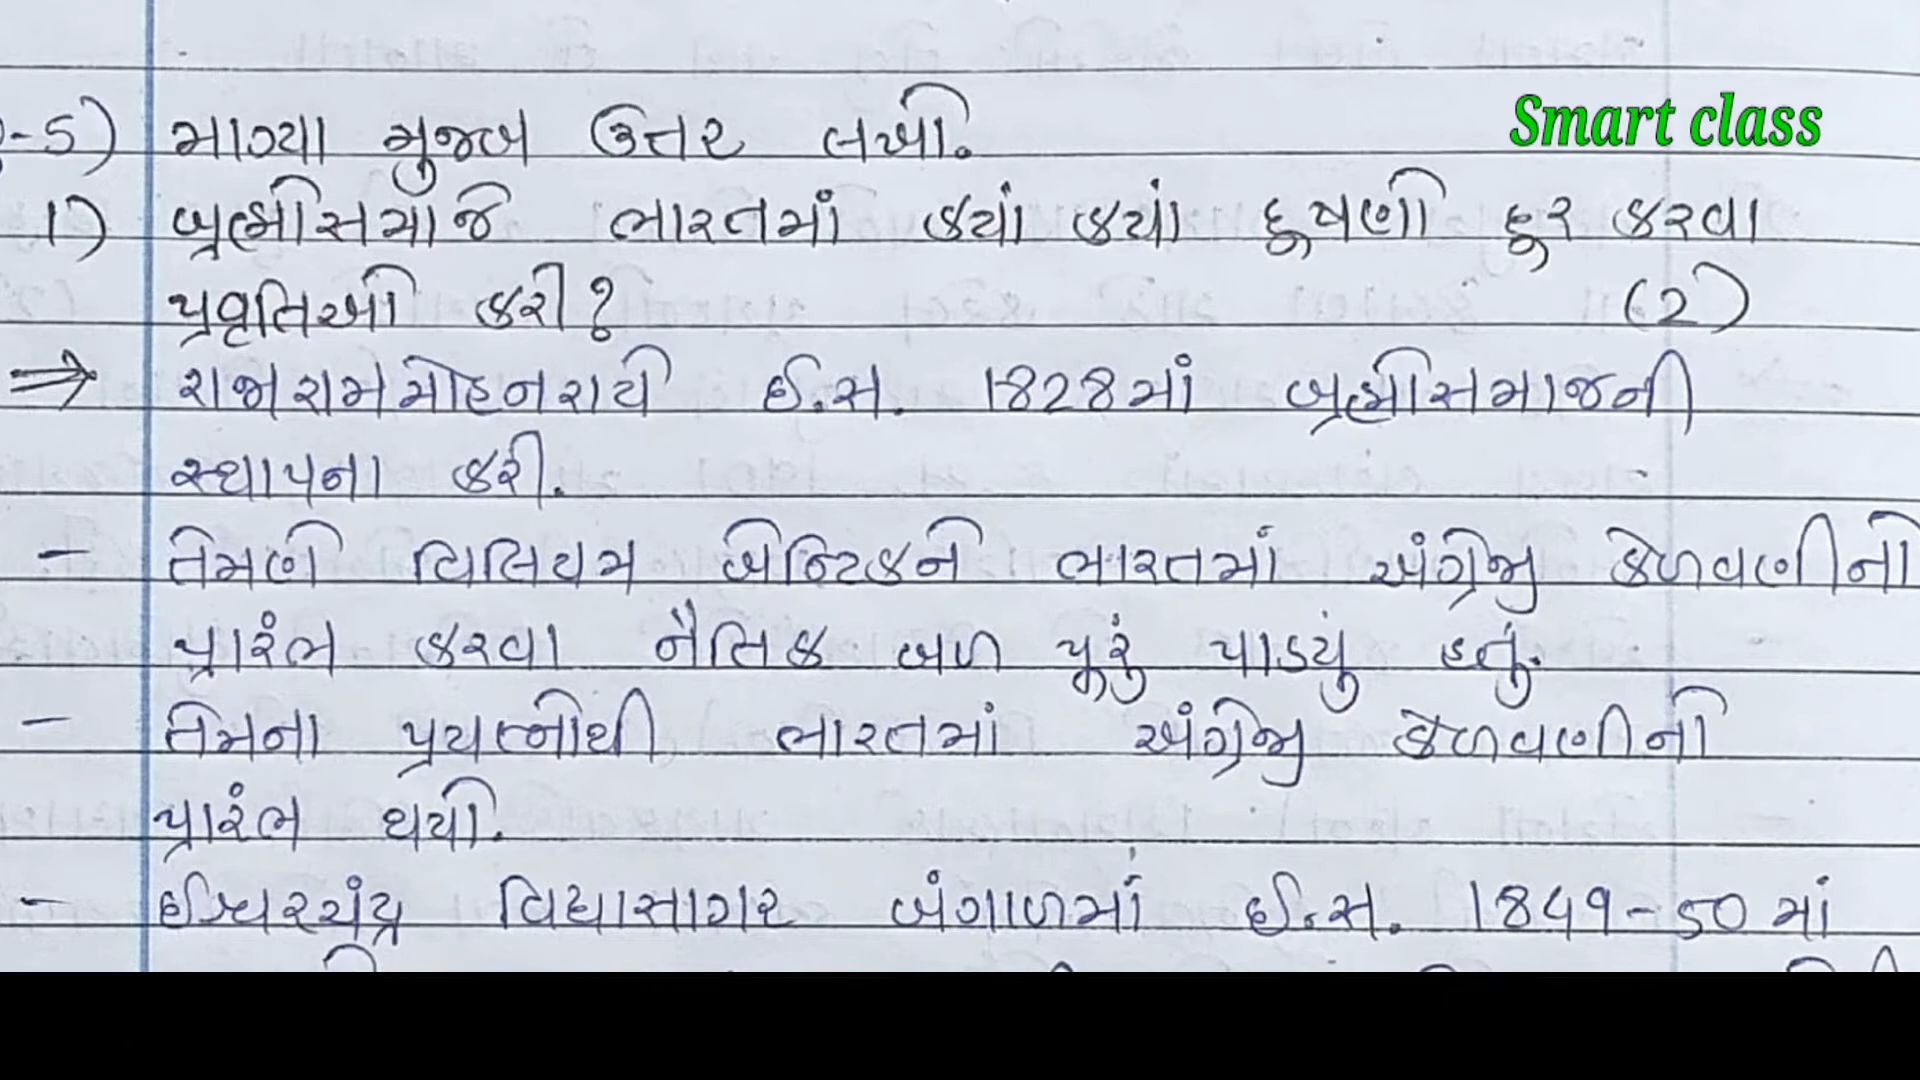 Smart class
-5) માગ્યા મુજબ ઉત્તર લખો.
1) બ્રહ્મોસમાજે ભારતમાં કયાં કયાં દૂષણો દૂર કરવા
પ્રવૃતિઓ કરી? (2)
⇒ રાજારામમોહનરાયે ઈ.સ. 1828માં બ્રહ્મોસમાજની
સ્થાપના કરી.
- તેમણે વિલિયમ બેન્ટિકને ભારતમાં અંગ્રેજી કેળવણીનો
પ્રારંભ કરવા નૈતિક બળ પૂરું પાડ્યું હતું.
- તેમના પ્રયત્નોથી ભારતમાં અંગ્રેજી કેળવણીનો
પ્રારંભ થયો.
- ઈશ્વરચંદ્ર વિદ્યાસાગરે બંગાળમાં ઈ.સ. 1849-50 માં